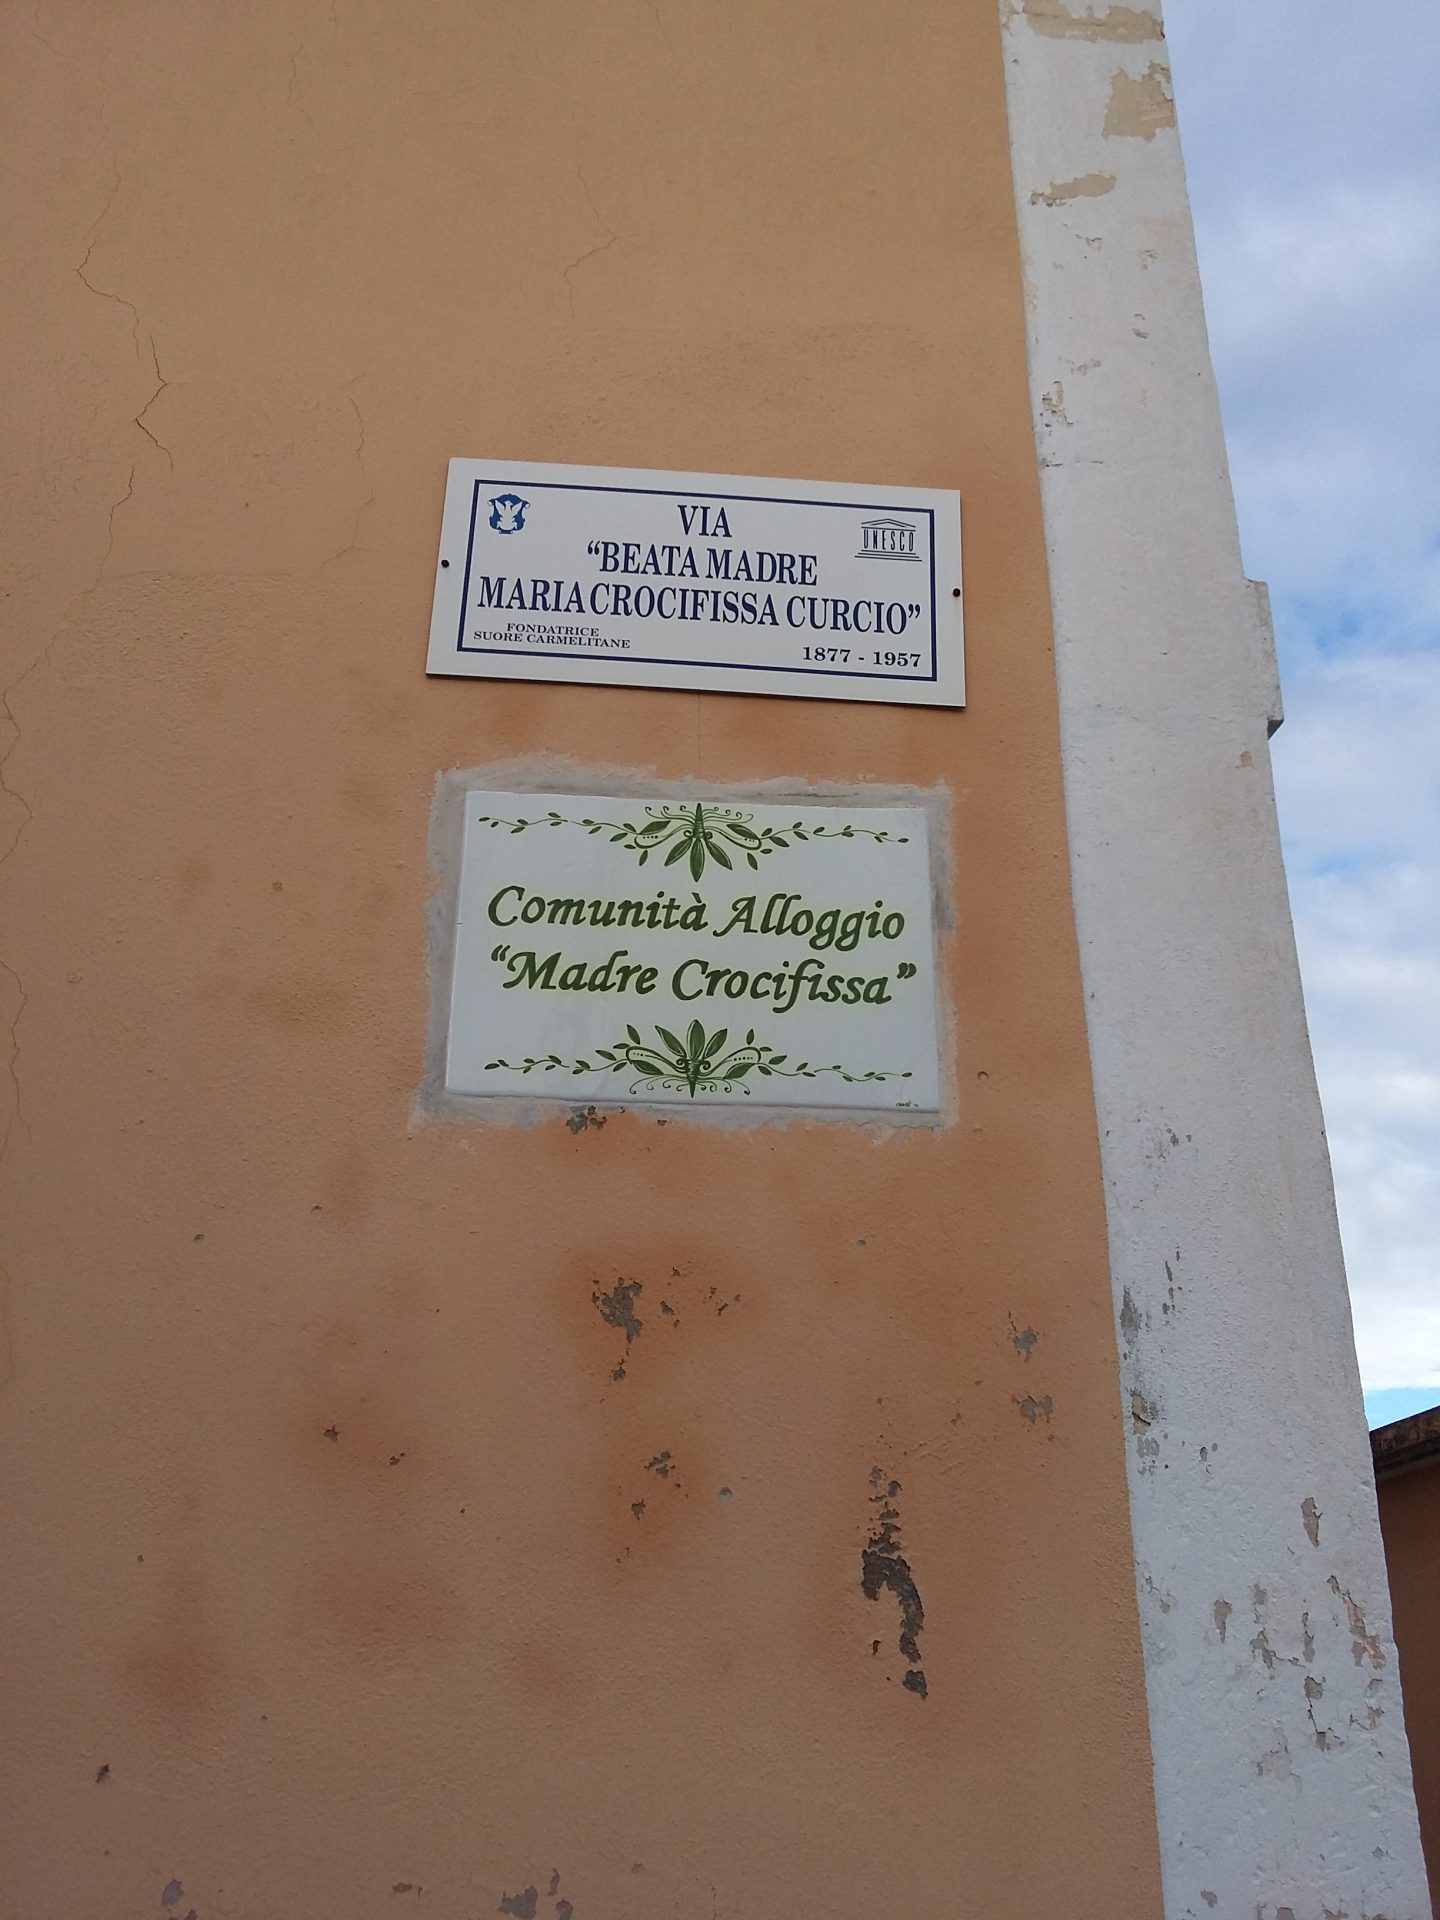 VIA
UNESCO
“BEATA MADRE
MARIA CROCIFISSA CURCIO”
FONDATRICE
SUORE CARMELITANE
1877 - 1957
Comunità Alloggio
“Madre Crocifissa”